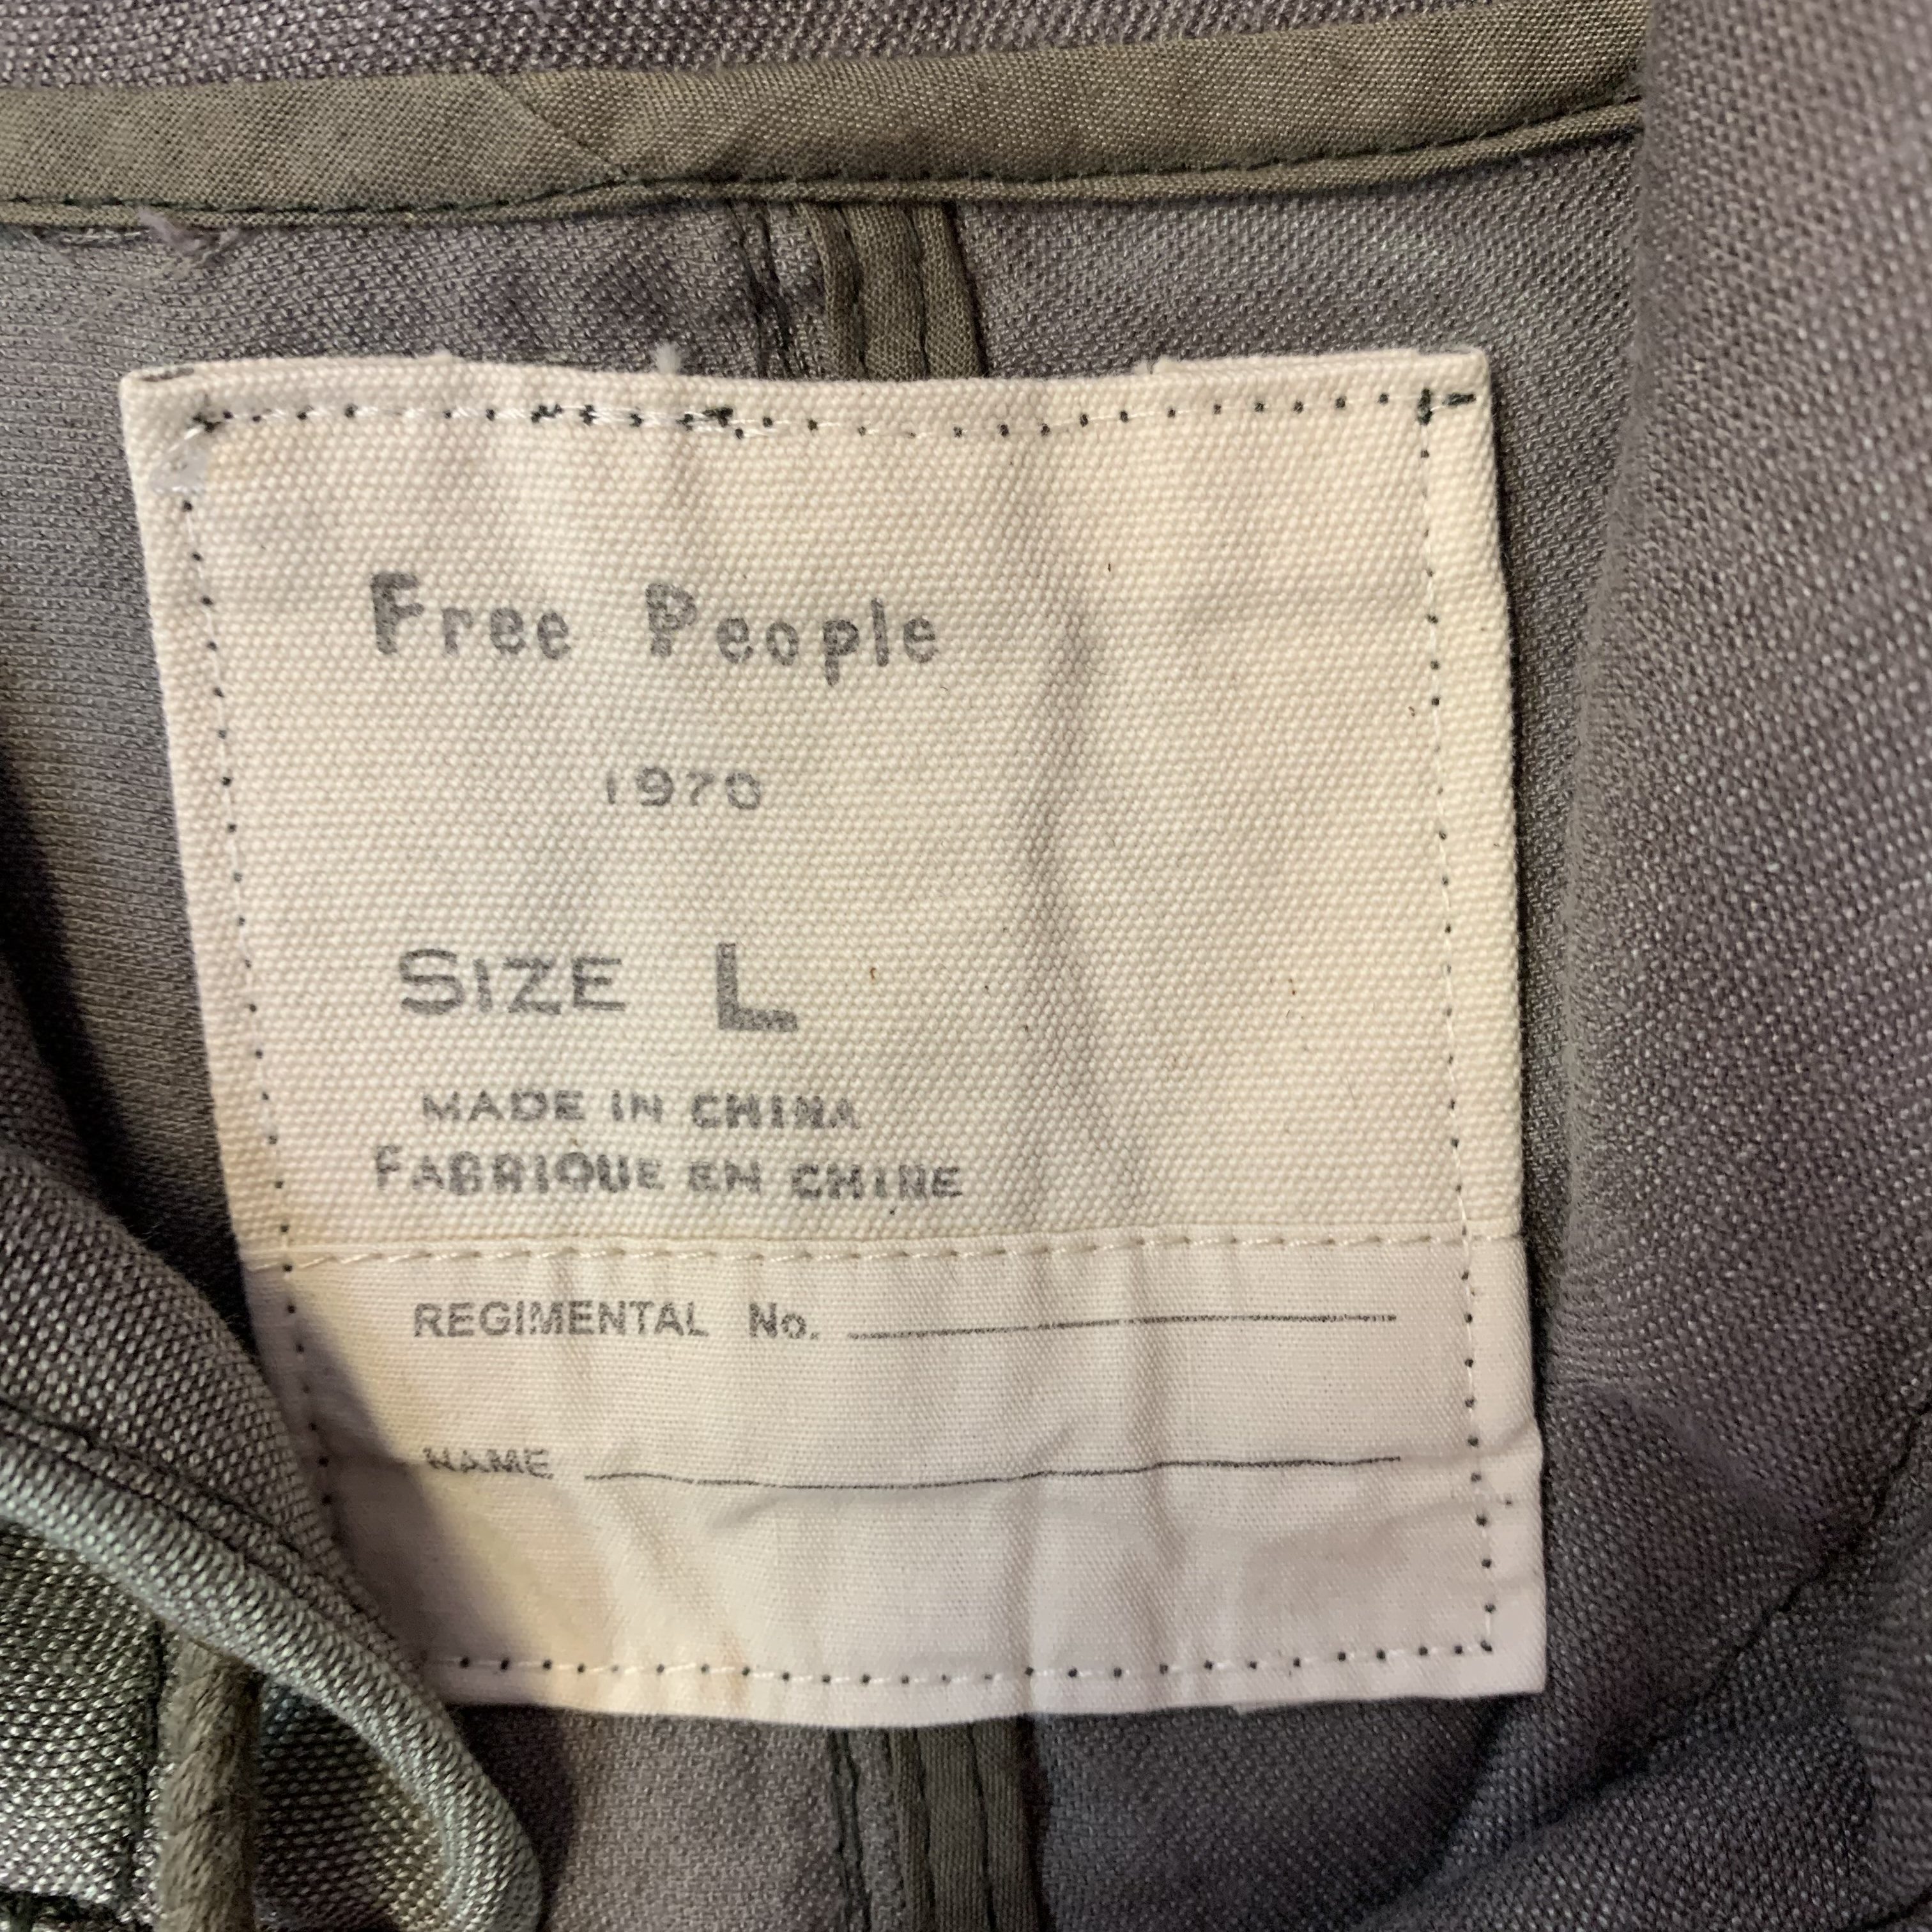 Free People
1970
SIZE L
MADE IN CHINA
FABRIQUE EN CHINE
REGIMENTAL No.
NAME